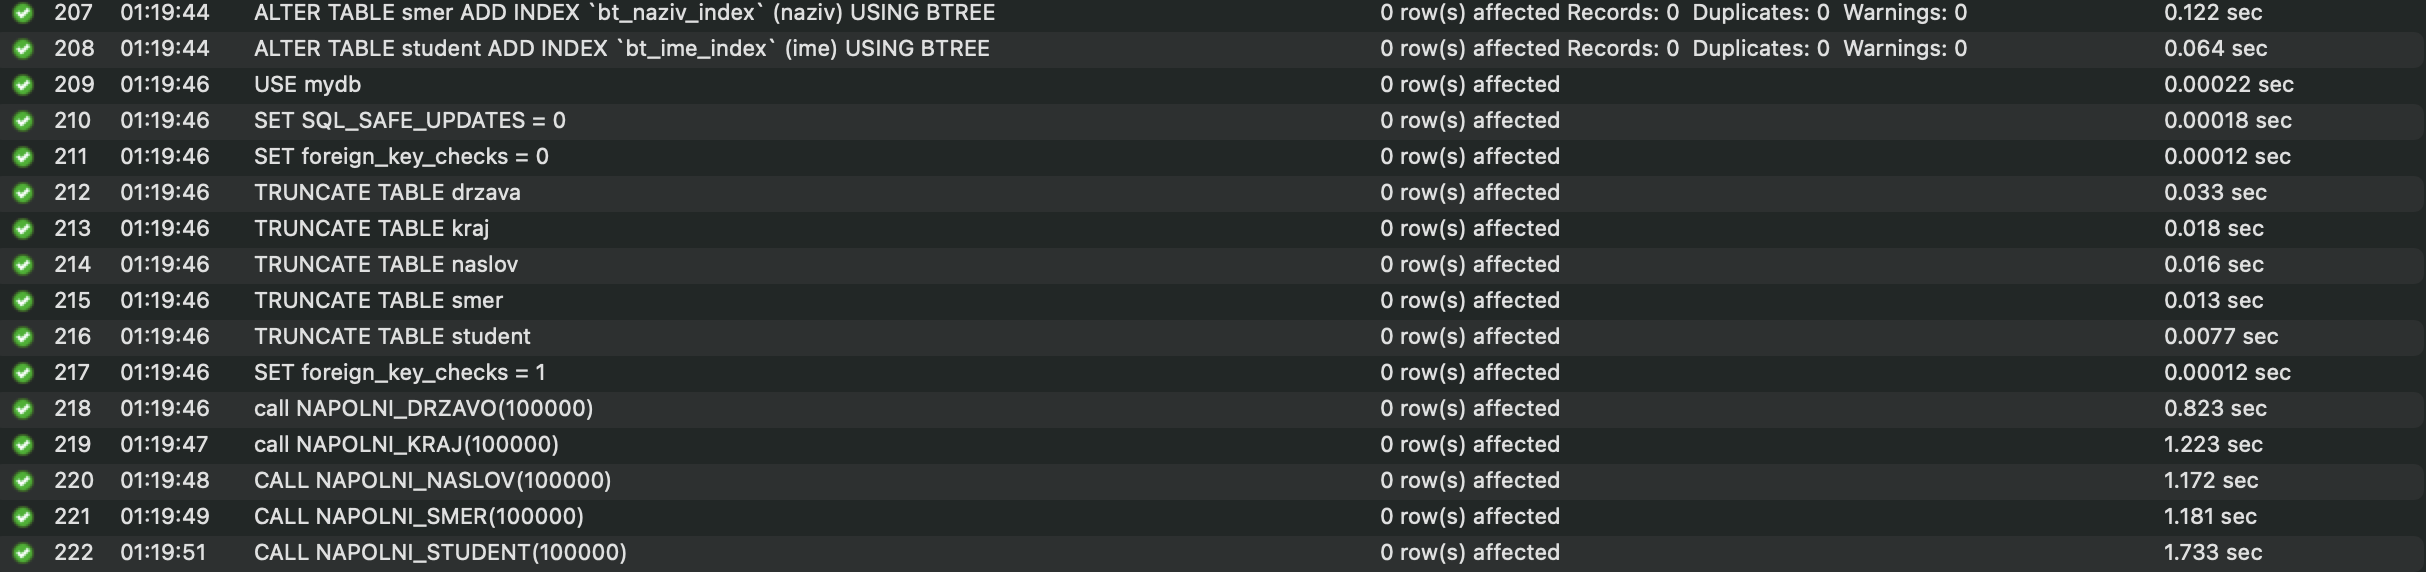 207 01:19:44 ALTER TABLE smer ADD INDEX `bt_naziv_index` (naziv) USING BTREE 0 row(s) affected Records: 0 Duplicates: 0 Warnings: 0 0.122 sec
208 01:19:44 ALTER TABLE student ADD INDEX `bt_ime_index` (ime) USING BTREE 0 row(s) affected Records: 0 Duplicates: 0 Warnings: 0 0.064 sec
209 01:19:46 USE mydb 0 row(s) affected 0.00022 sec
210 01:19:46 SET SQL_SAFE_UPDATES = 0 0 row(s) affected 0.00018 sec
211 01:19:46 SET foreign_key_checks = 0 0 row(s) affected 0.00012 sec
212 01:19:46 TRUNCATE TABLE drzava 0 row(s) affected 0.033 sec
213 01:19:46 TRUNCATE TABLE kraj 0 row(s) affected 0.018 sec
214 01:19:46 TRUNCATE TABLE naslov 0 row(s) affected 0.016 sec
215 01:19:46 TRUNCATE TABLE smer 0 row(s) affected 0.013 sec
216 01:19:46 TRUNCATE TABLE student 0 row(s) affected 0.0077 sec
217 01:19:46 SET foreign_key_checks = 1 0 row(s) affected 0.00012 sec
218 01:19:46 call NAPOLNI_DRZAVO(100000) 0 row(s) affected 0.823 sec
219 01:19:47 call NAPOLNI_KRAJ(100000) 0 row(s) affected 1.223 sec
220 01:19:48 CALL NAPOLNI_NASLOV(100000) 0 row(s) affected 1.172 sec
221 01:19:49 CALL NAPOLNI_SMER(100000) 0 row(s) affected 1.181 sec
222 01:19:51 CALL NAPOLNI_STUDENT(100000) 0 row(s) affected 1.733 sec